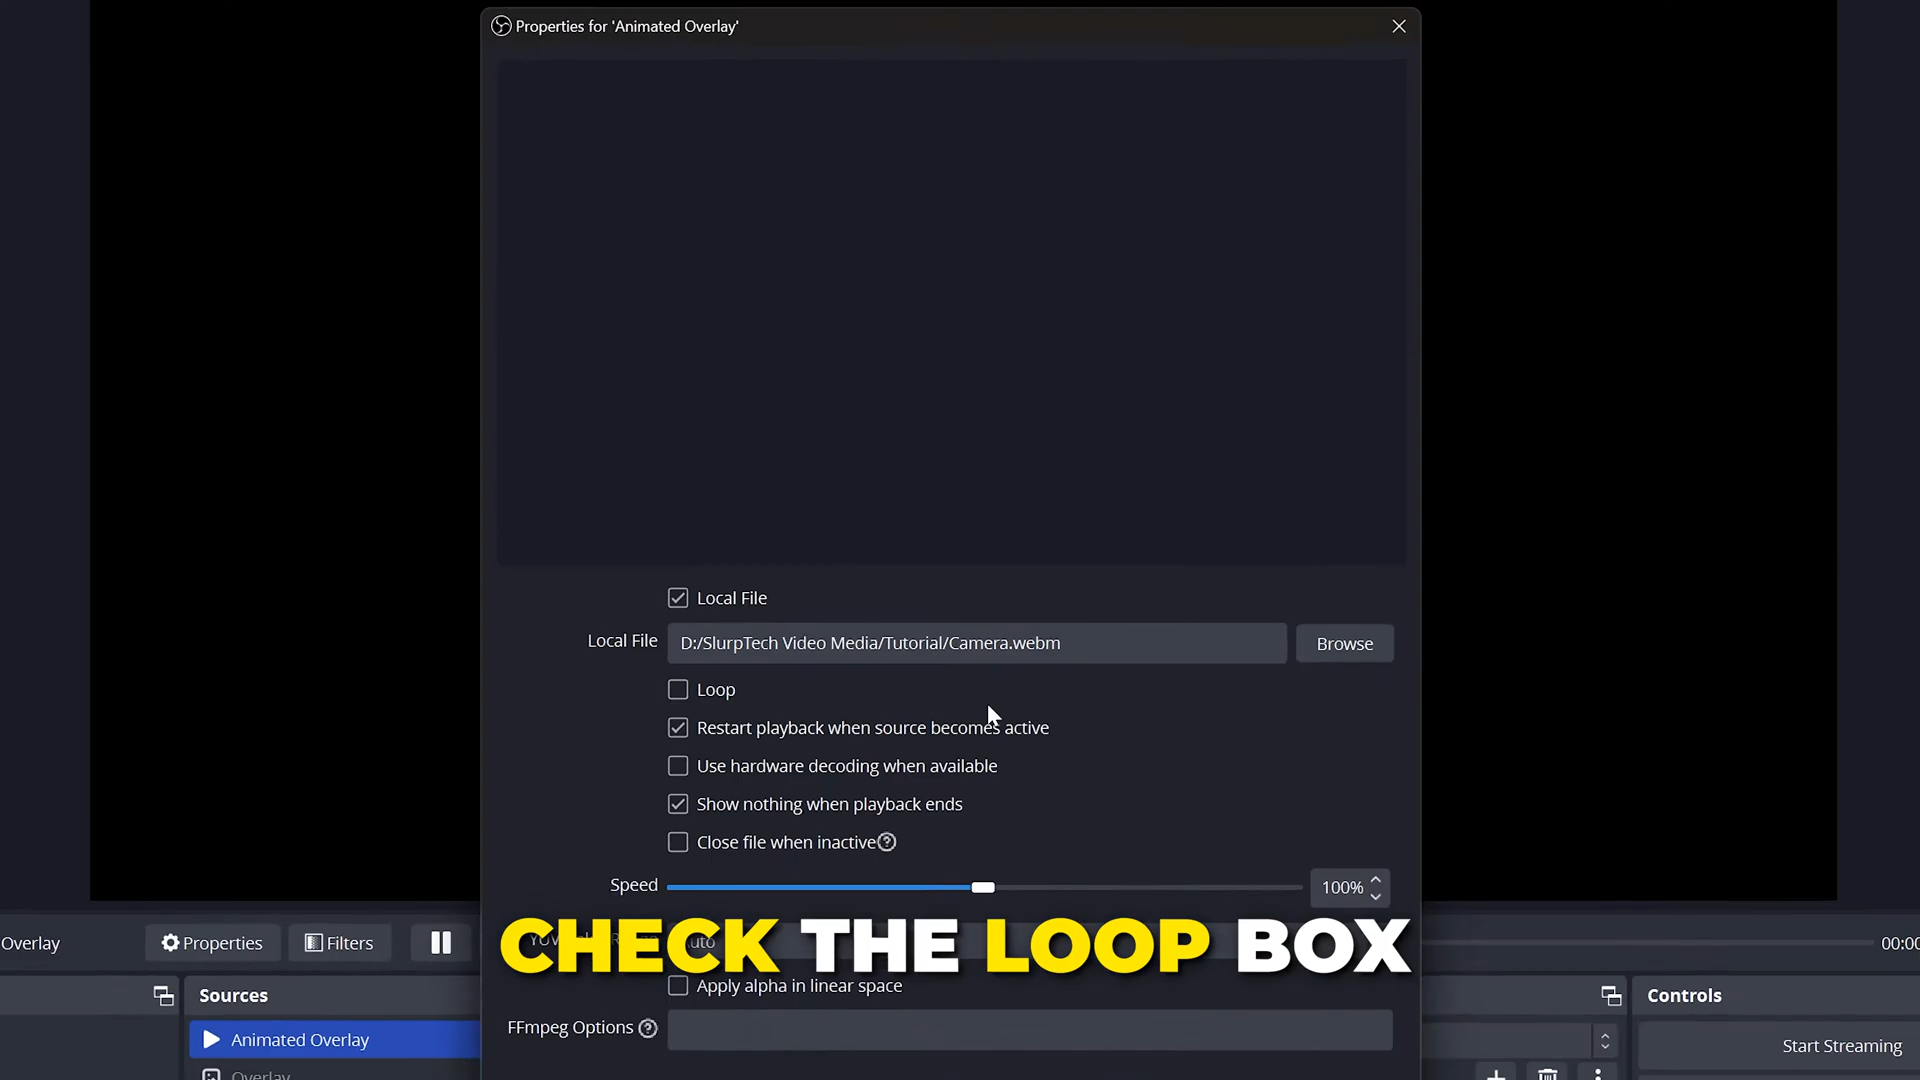 Properties for 'Animated Overlay'
Local File
Local File D:/SlurpTech Video Media/Tutorial/Camera.webm Browse
Loop
Restart playback when source becomes active
Use hardware decoding when available
Show nothing when playback ends
Close file when inactive
Speed 100%
CHECK THE LOOP BOX
Apply alpha in linear space
FFmpeg Options
Overlay Properties Filters 00:00
Sources
Animated Overlay
Overlay
Controls
Start Streaming